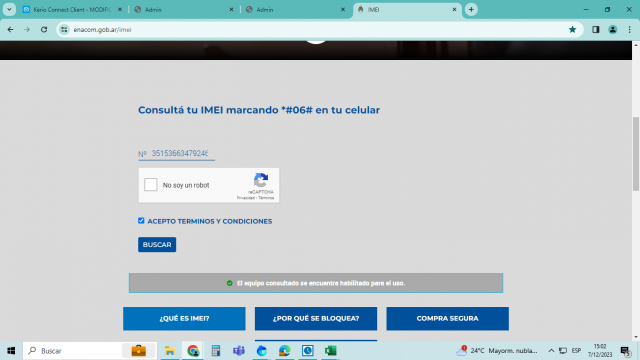 Kerio Connect Client - MODIFIC
Admin
Admin
IMEI
enacom.gob.ar/imei
Consultá tu IMEI marcando *#06# en tu celular
Nº 3515366347924
No soy un robot
reCAPTCHA
Privacidad - Términos
ACEPTO TERMINOS Y CONDICIONES
BUSCAR
El equipo consultado se encuentra habilitado para el uso.
¿QUÉ ES IMEI?
¿POR QUÉ SE BLOQUEA?
COMPRA SEGURA
Buscar
24°C Mayorm. nubla...
ESP
15:02
7/12/2023